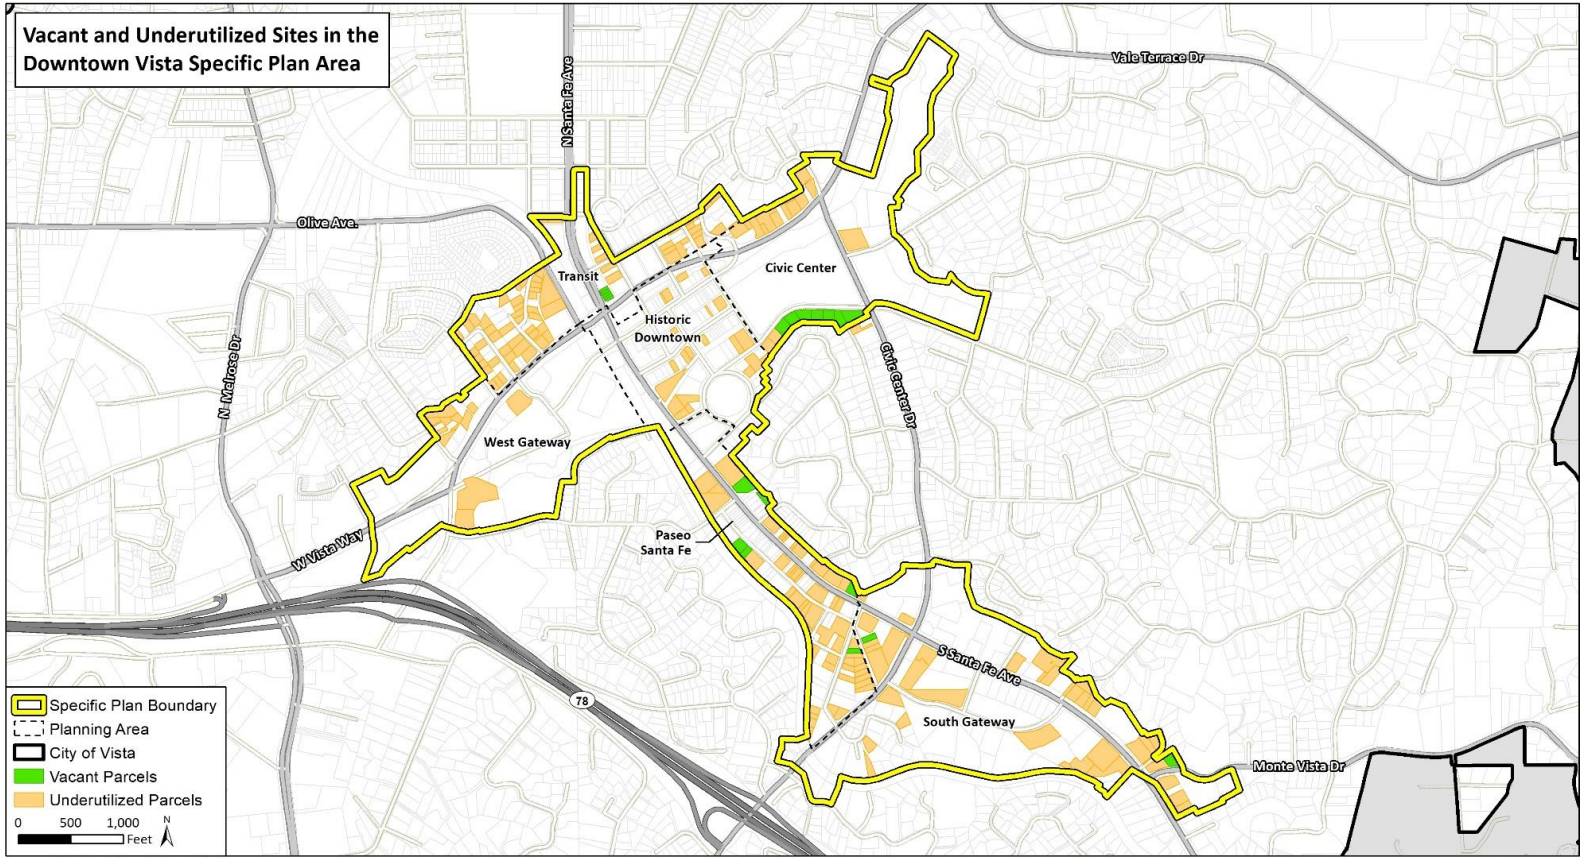 Vacant and Underutilized Sites in the
Downtown Vista Specific Plan Area
N Santa Fe Ave
Vale Terrace Dr
Olive Ave.
Transit
Civic Center
Historic
Downtown
N Melrose Dr
Civic Center Dr
West Gateway
W Vista Way
Paseo
Santa Fe
S Santa Fe Ave
78
South Gateway
Monte Vista Dr
Specific Plan Boundary
Planning Area
City of Vista
Vacant Parcels
Underutilized Parcels
0 500 1,000
Feet
N